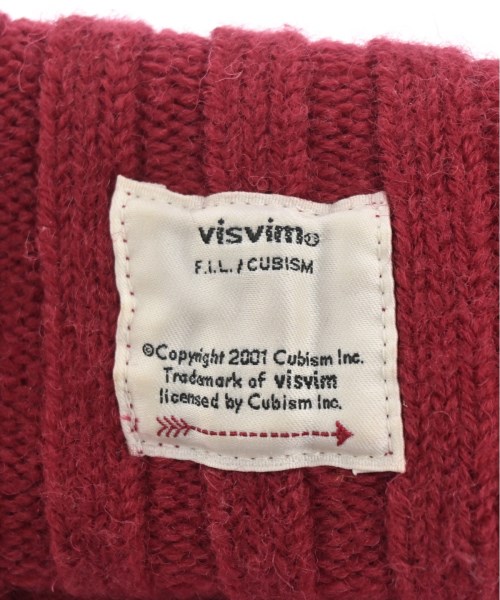 visvim®
F.I.L. / CUBISM
©Copyright 2001 Cubism Inc.
Trademark of visvim
licensed by Cubism Inc.